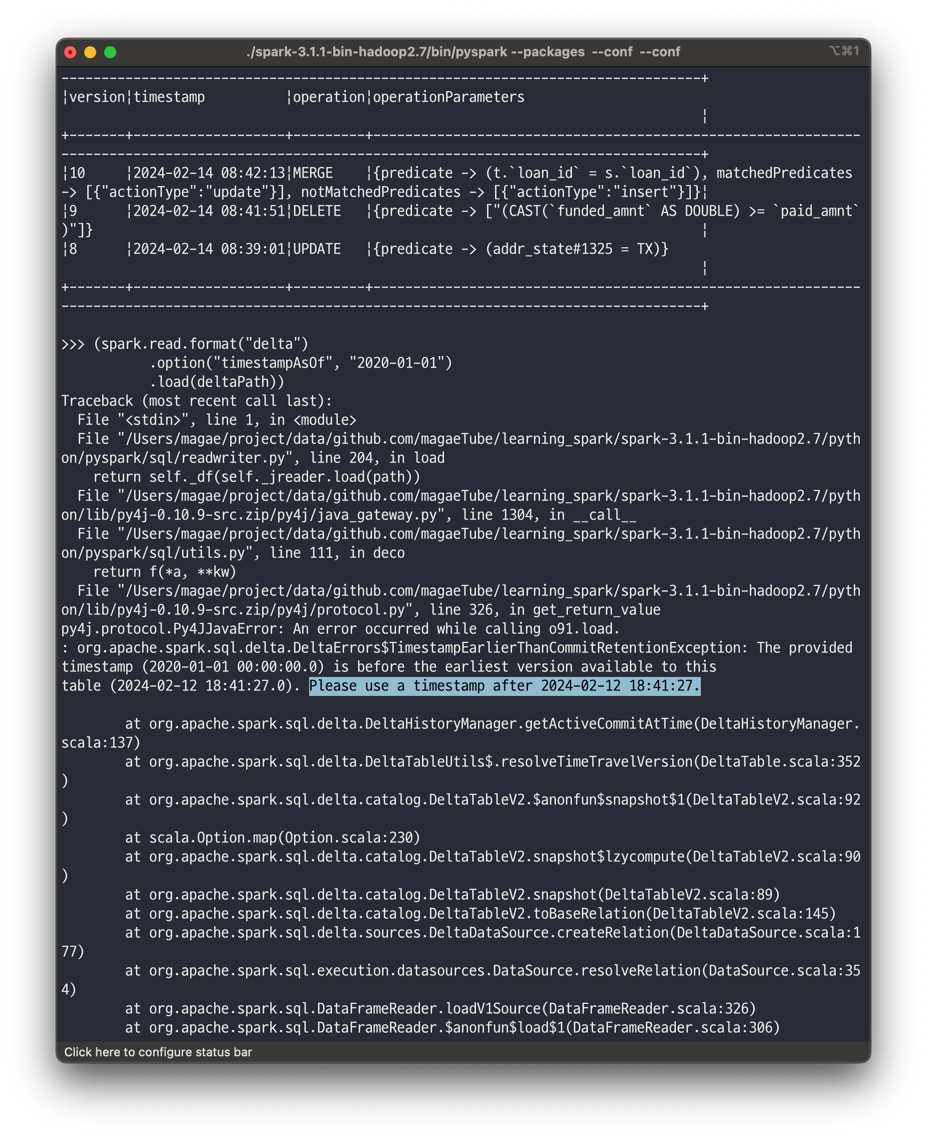 ./spark-3.1.1-bin-hadoop2.7/bin/pyspark --packages --conf --conf
⌥⌘1
--------------------------------------------------------------------------------+
¦version¦timestamp          ¦operation¦operationParameters
                                                                                ¦
+-------+-------------------+---------+-------------------------------------------------------------
--------------------------------------------------------------------------------+
¦10     ¦2024-02-14 08:42:13¦MERGE    ¦{predicate -> (t.`loan_id` = s.`loan_id`), matchedPredicates
-> [{"actionType":"update"}], notMatchedPredicates -> [{"actionType":"insert"}]}¦
¦9      ¦2024-02-14 08:41:51¦DELETE   ¦{predicate -> ["(CAST(`funded_amnt` AS DOUBLE) >= `paid_amnt`
)"]}                                                                            ¦
¦8      ¦2024-02-14 08:39:01¦UPDATE   ¦{predicate -> (addr_state#1325 = TX)}
                                                                                ¦
+-------+-------------------+---------+-------------------------------------------------------------
--------------------------------------------------------------------------------+
>>> (spark.read.format("delta")
           .option("timestampAsOf", "2020-01-01")
           .load(deltaPath))
Traceback (most recent call last):
  File "<stdin>", line 1, in <module>
  File "/Users/magae/project/data/github.com/magaeTube/learning_spark/spark-3.1.1-bin-hadoop2.7/pyth
on/pyspark/sql/readwriter.py", line 204, in load
    return self._df(self._jreader.load(path))
  File "/Users/magae/project/data/github.com/magaeTube/learning_spark/spark-3.1.1-bin-hadoop2.7/pyth
on/lib/py4j-0.10.9-src.zip/py4j/java_gateway.py", line 1304, in __call__
  File "/Users/magae/project/data/github.com/magaeTube/learning_spark/spark-3.1.1-bin-hadoop2.7/pyth
on/pyspark/sql/utils.py", line 111, in deco
    return f(*a, **kw)
  File "/Users/magae/project/data/github.com/magaeTube/learning_spark/spark-3.1.1-bin-hadoop2.7/pyth
on/lib/py4j-0.10.9-src.zip/py4j/protocol.py", line 326, in get_return_value
py4j.protocol.Py4JJavaError: An error occurred while calling o91.load.
: org.apache.spark.sql.delta.DeltaErrors$TimestampEarlierThanCommitRetentionException: The provided
timestamp (2020-01-01 00:00:00.0) is before the earliest version available to this
table (2024-02-12 18:41:27.0). Please use a timestamp after 2024-02-12 18:41:27.
        at org.apache.spark.sql.delta.DeltaHistoryManager.getActiveCommitAtTime(DeltaHistoryManager.
scala:137)
        at org.apache.spark.sql.delta.DeltaTableUtils$.resolveTimeTravelVersion(DeltaTable.scala:352
)
        at org.apache.spark.sql.delta.catalog.DeltaTableV2.$anonfun$snapshot$1(DeltaTableV2.scala:92
)
        at scala.Option.map(Option.scala:230)
        at org.apache.spark.sql.delta.catalog.DeltaTableV2.snapshot$lzycompute(DeltaTableV2.scala:90
)
        at org.apache.spark.sql.delta.catalog.DeltaTableV2.snapshot(DeltaTableV2.scala:89)
        at org.apache.spark.sql.delta.catalog.DeltaTableV2.toBaseRelation(DeltaTableV2.scala:145)
        at org.apache.spark.sql.delta.sources.DeltaDataSource.createRelation(DeltaDataSource.scala:1
77)
        at org.apache.spark.sql.execution.datasources.DataSource.resolveRelation(DataSource.scala:35
4)
        at org.apache.spark.sql.DataFrameReader.loadV1Source(DataFrameReader.scala:326)
        at org.apache.spark.sql.DataFrameReader.$anonfun$load$1(DataFrameReader.scala:306)
Click here to configure status bar